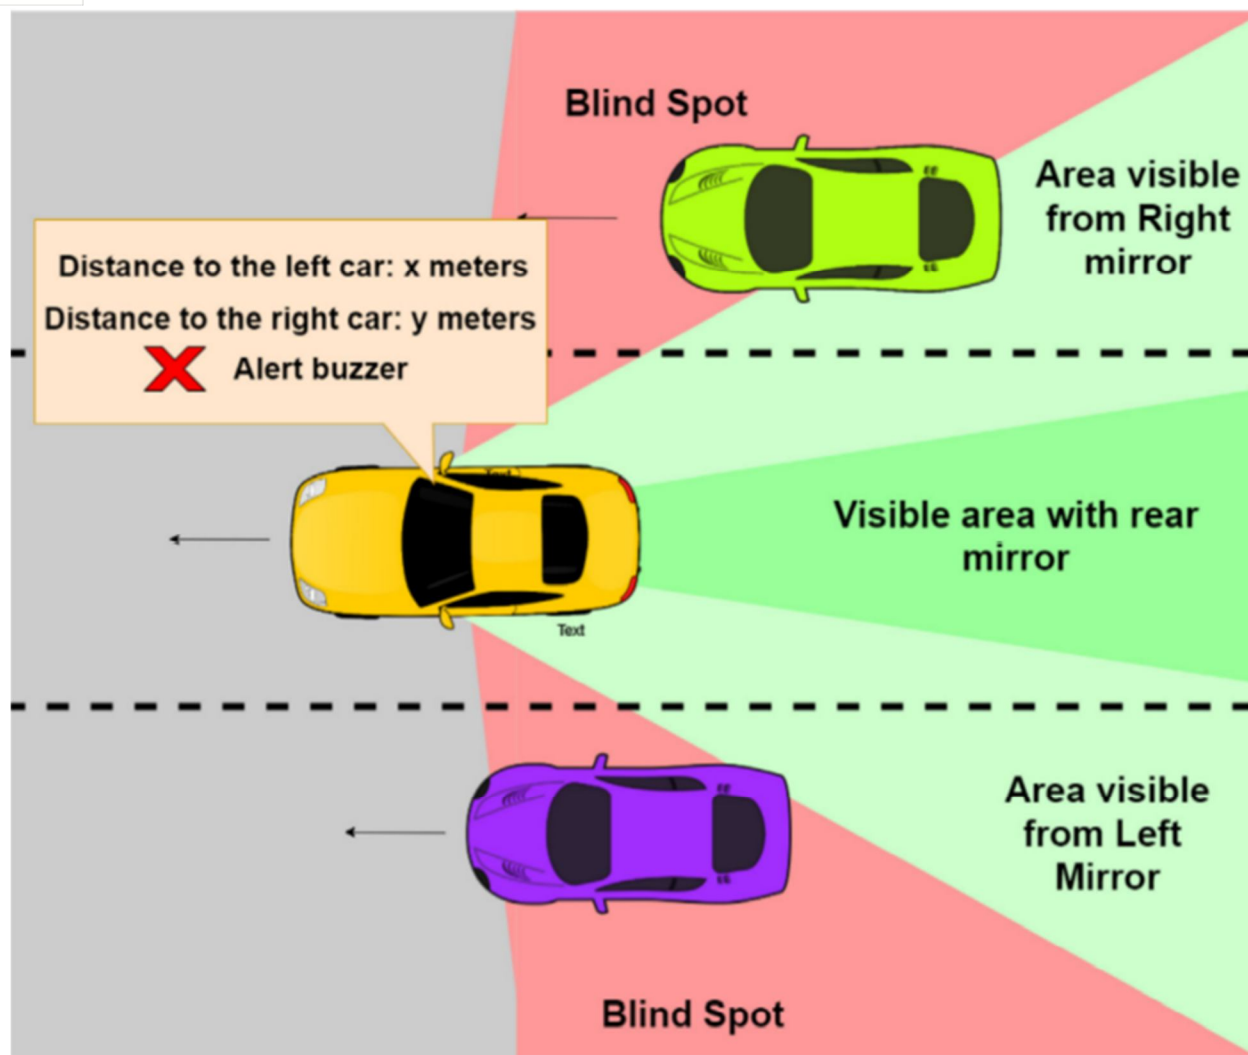 Blind Spot
Area visible
from Right
mirror
Distance to the left car: x meters
Distance to the right car: y meters
Alert buzzer
Text
Visible area with rear
mirror
Text
Area visible
from Left
Mirror
Blind Spot